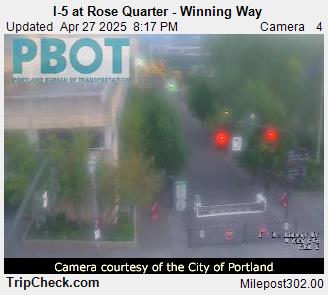 I-5 at Rose Quarter - Winning Way
Updated Apr 27 2025 8:17 PM Camera 4
PBOT
PORTLAND BUREAU OF TRANSPORTATION
Camera courtesy of the City of Portland
TripCheck.com Milepost302.00